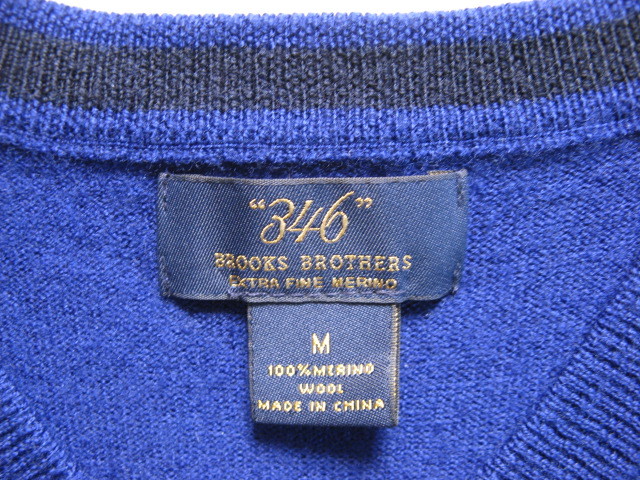 "346"
BROOKS BROTHERS
EXTRA FINE MERINO
M
100% MERINO
WOOL
MADE IN CHINA